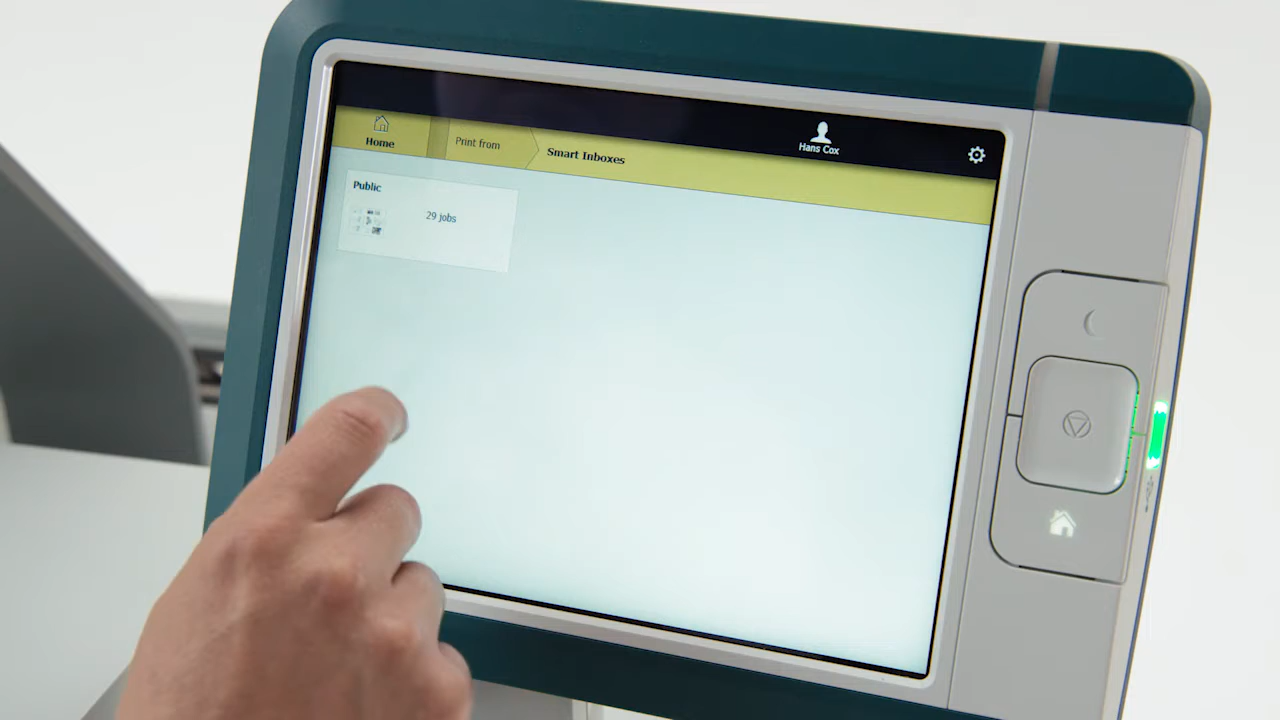 Hans Cox
Home
Print from
Smart Inboxes
Public
29 jobs